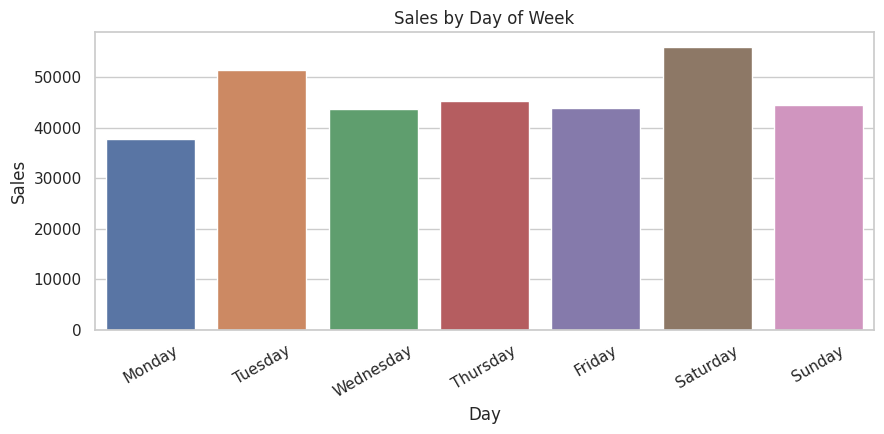 Sales by Day of Week
Sales
50000
40000
30000
20000
10000
0
Monday
Tuesday
Wednesday
Thursday
Friday
Saturday
Sunday
Day